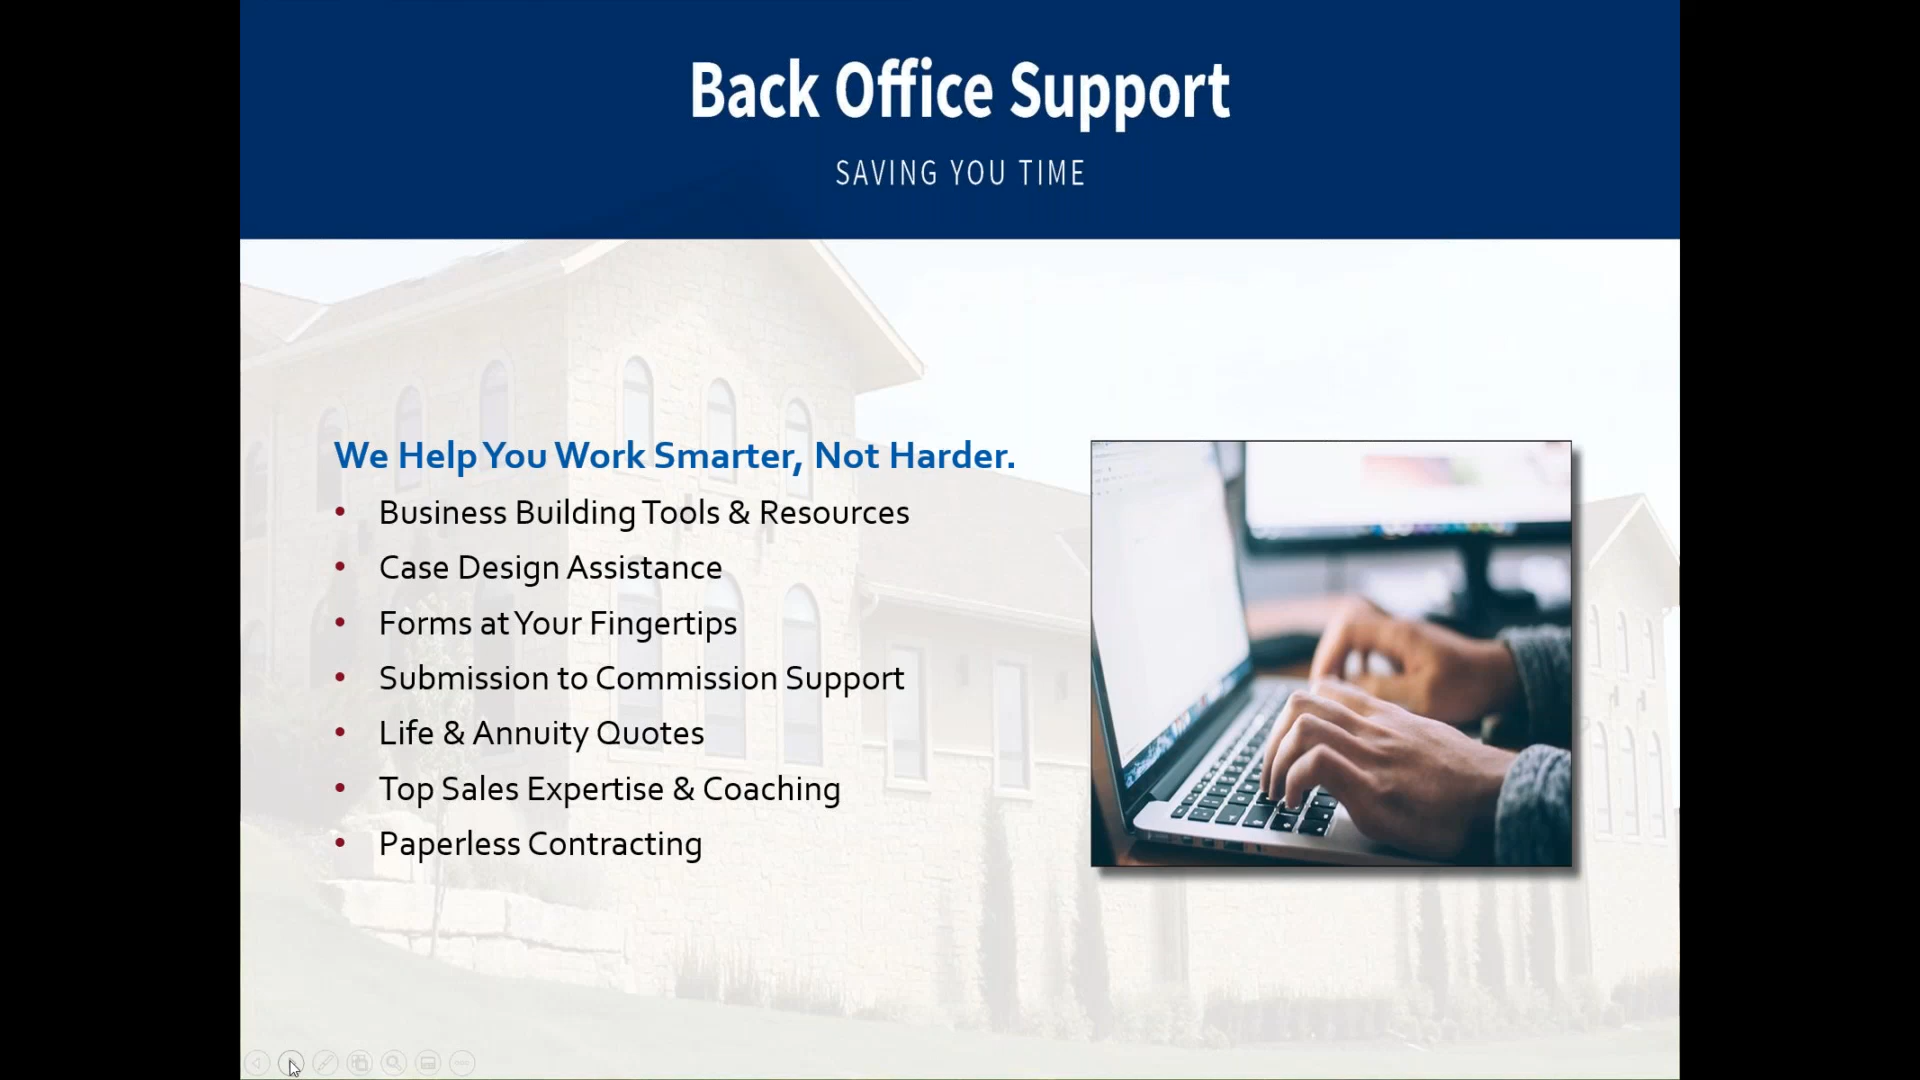 Back Office Support
SAVING YOU TIME
We Help You Work Smarter, Not Harder.
• Business Building Tools & Resources
• Case Design Assistance
• Forms at Your Fingertips
• Submission to Commission Support
• Life & Annuity Quotes
• Top Sales Expertise & Coaching
• Paperless Contracting